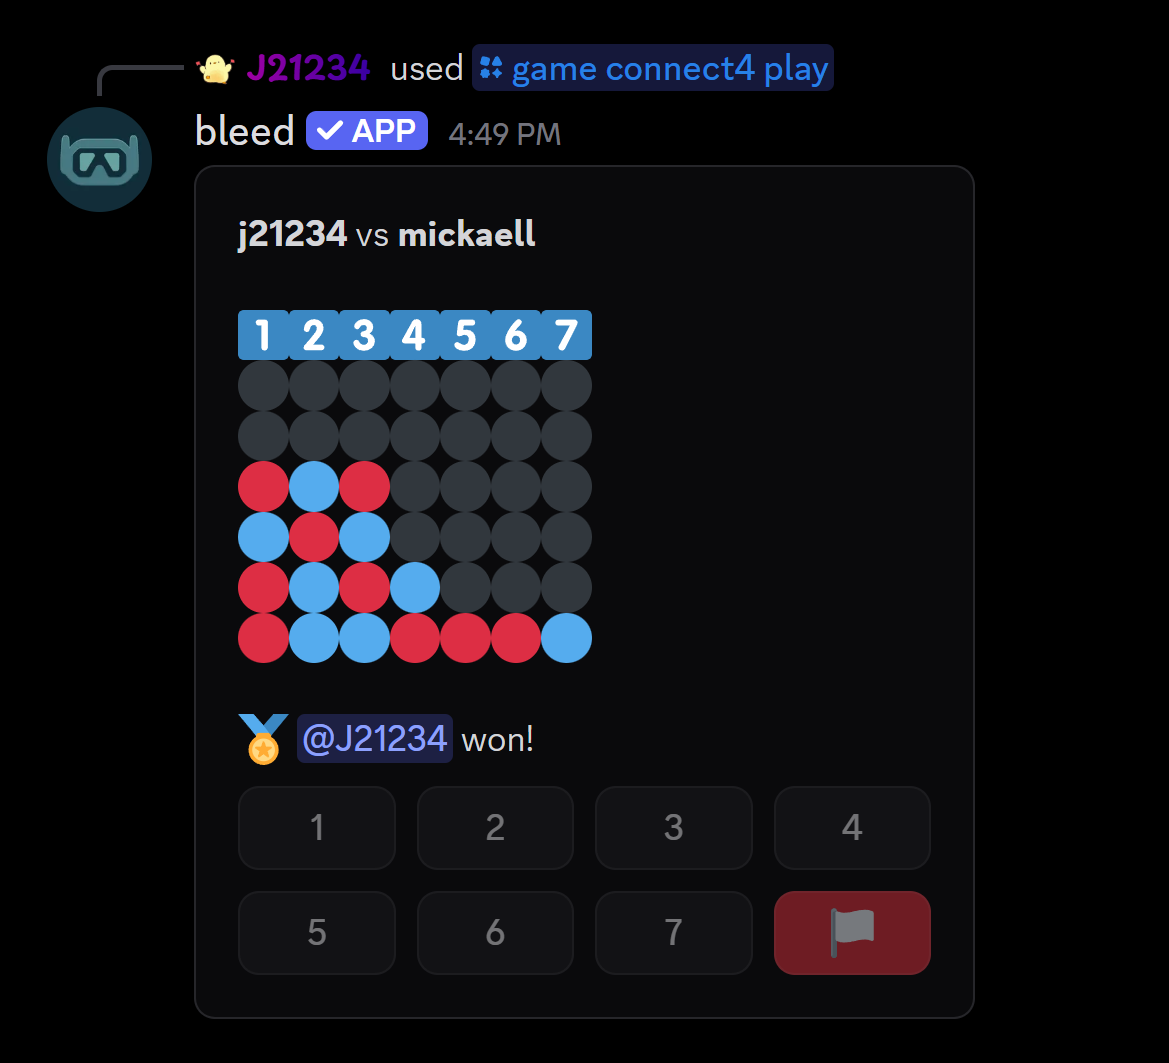 J21234 used game connect4 play
bleed APP 4:49 PM
j21234 vs mickaell
1 2 3 4 5 6 7
@J21234 won!
1 2 3 4
5 6 7